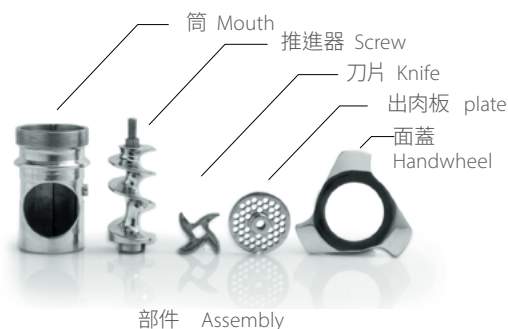 筒 Mouth
推進器 Screw
刀片 Knife
出肉板 plate
面蓋
Handwheel
部件 Assembly